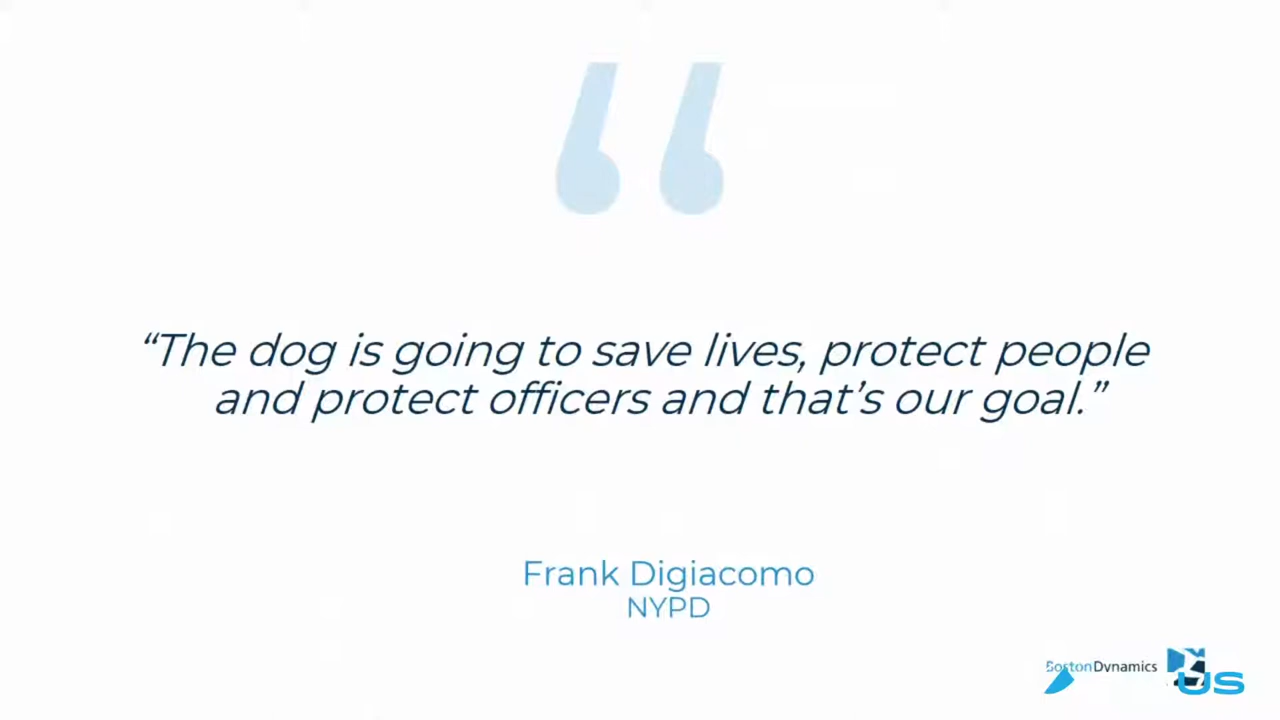 “The dog is going to save lives, protect people
and protect officers and that’s our goal.”
Frank Digiacomo
NYPD
BostonDynamics
US